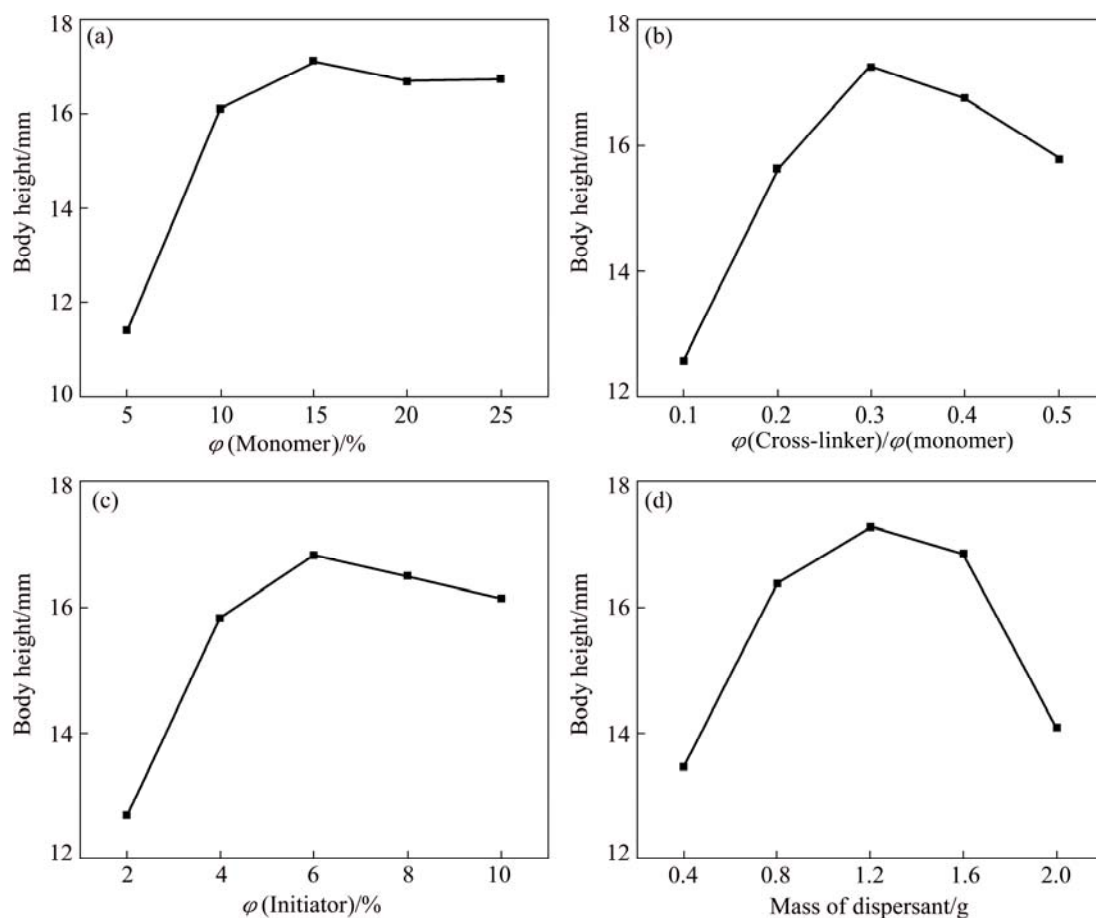 (a)
Body height/mm
18
16
14
12
10
5 10 15 20 25
φ(Monomer)/%
(b)
Body height/mm
18
16
14
12
0.1 0.2 0.3 0.4 0.5
φ(Cross-linker)/φ(monomer)
(c)
Body height/mm
18
16
14
12
2 4 6 8 10
φ(Initiator)/%
(d)
Body height/mm
18
16
14
12
0.4 0.8 1.2 1.6 2.0
Mass of dispersant/g